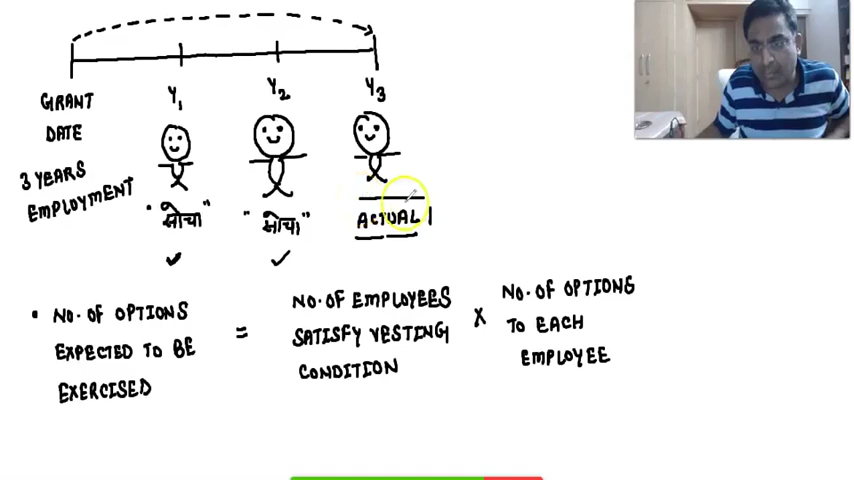 GRANT
DATE
Y1
Y2
Y3
3 YEARS
EMPLOYMENT
"सोचा"
"सोचा"
ACTUAL
• NO. OF OPTIONS
EXPECTED TO BE
EXERCISED
=
NO. OF EMPLOYEES
SATISFY VESTING
CONDITION
X
NO. OF OPTIONS
TO EACH
EMPLOYEE